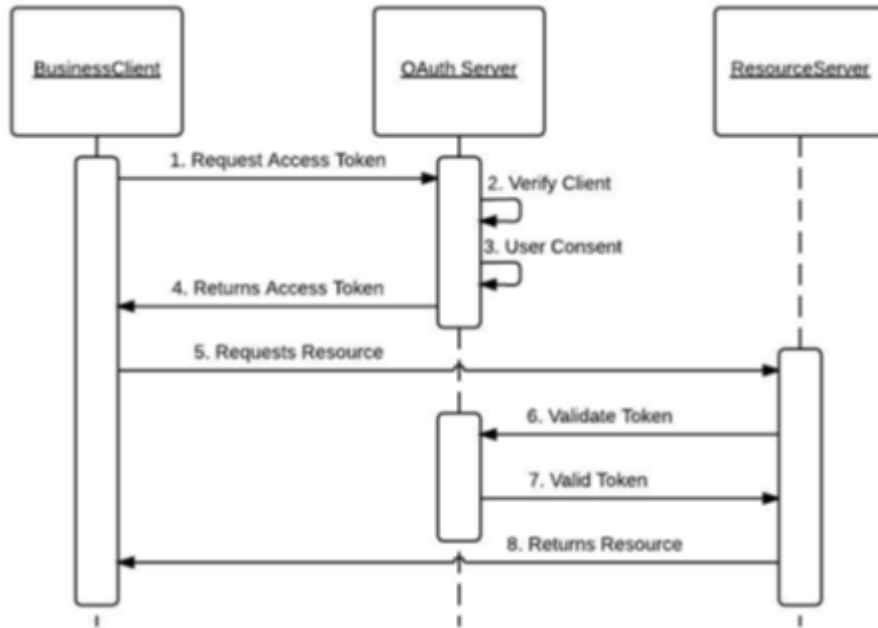 BusinessClient
OAuth Server
ResourceServer
1. Request Access Token
2. Verify Client
3. User Consent
4. Returns Access Token
5. Requests Resource
6. Validate Token
7. Valid Token
8. Returns Resource